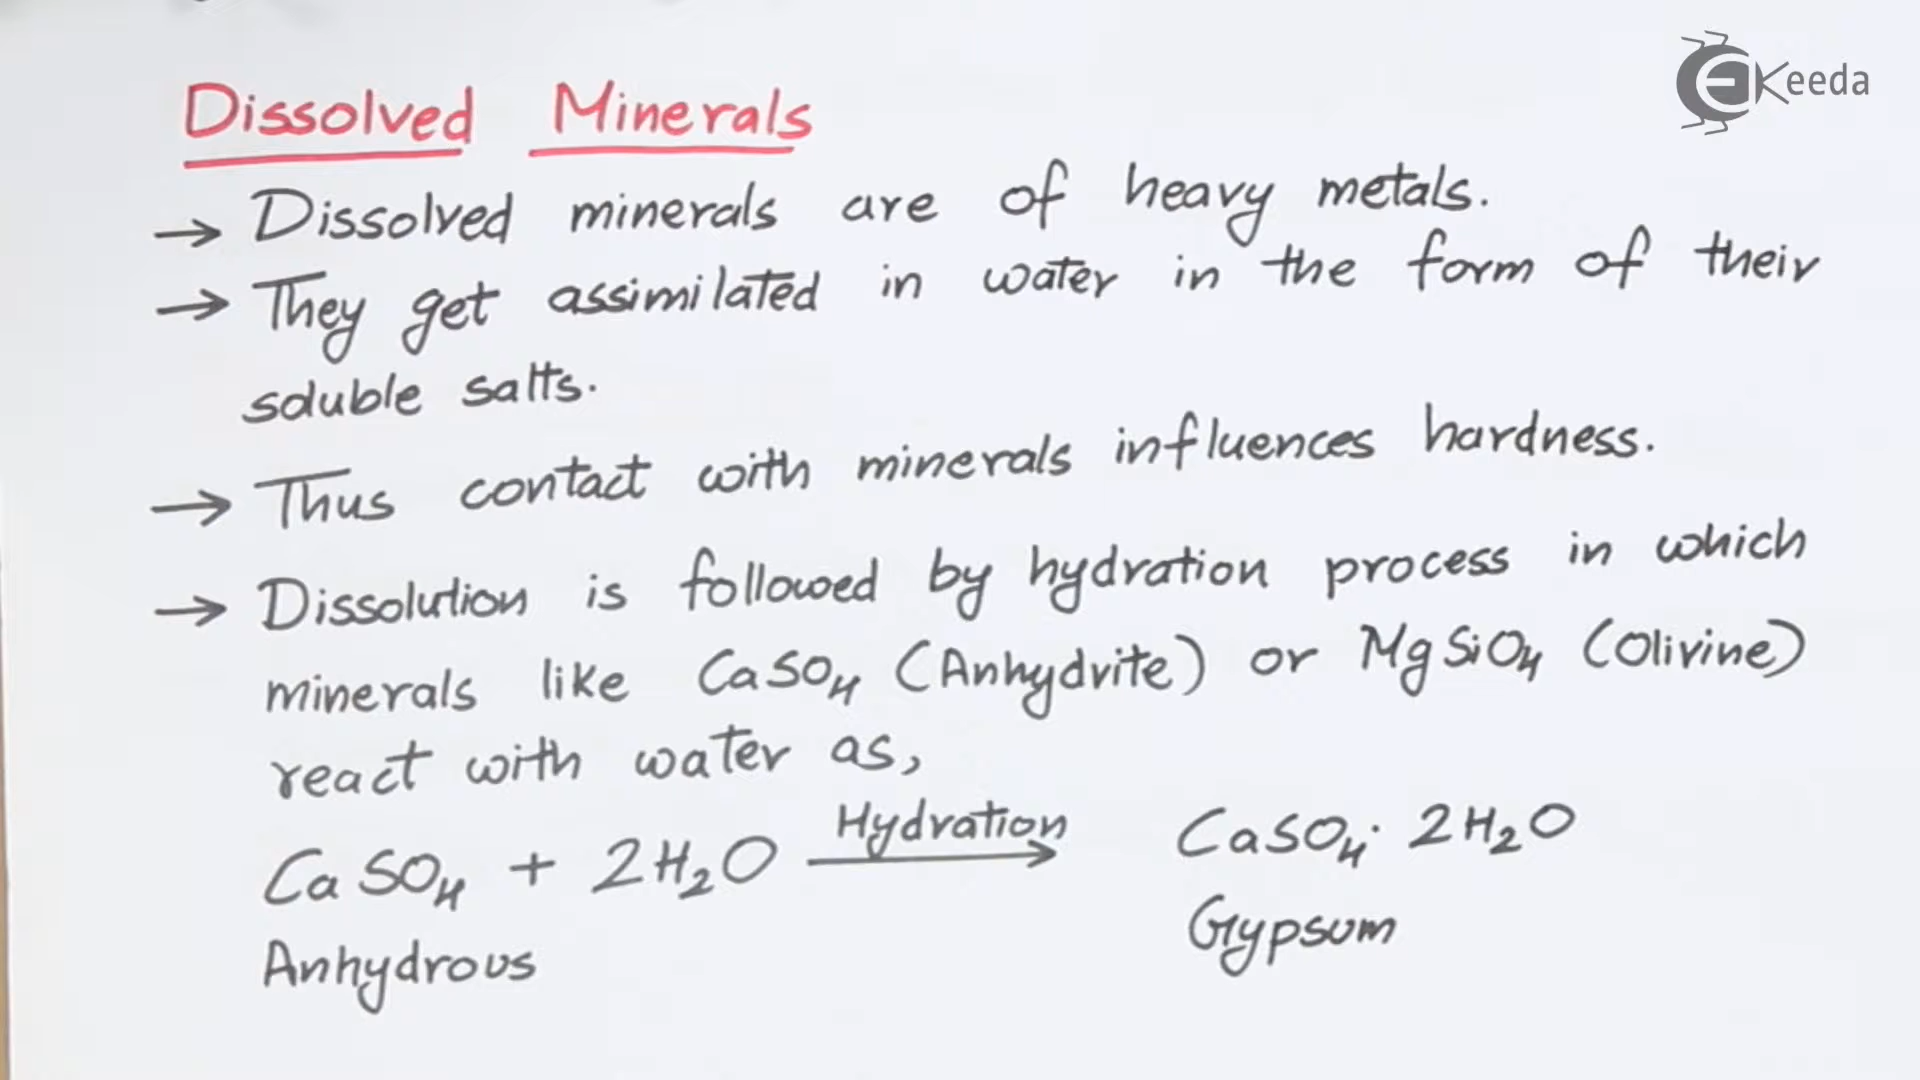 EKeeda
Dissolved Minerals
→ Dissolved minerals are of heavy metals.
→ They get assimilated in water in the form of their
soluble salts.
→ Thus contact with minerals influences hardness.
→ Dissolution is followed by hydration process in which
minerals like CaSO₄ (Anhydrite) or MgSiO₄ (Olivine)
react with water as,
Hydration
CaSO₄ + 2H₂O → CaSO₄· 2H₂O
Anhydrous Gypsum